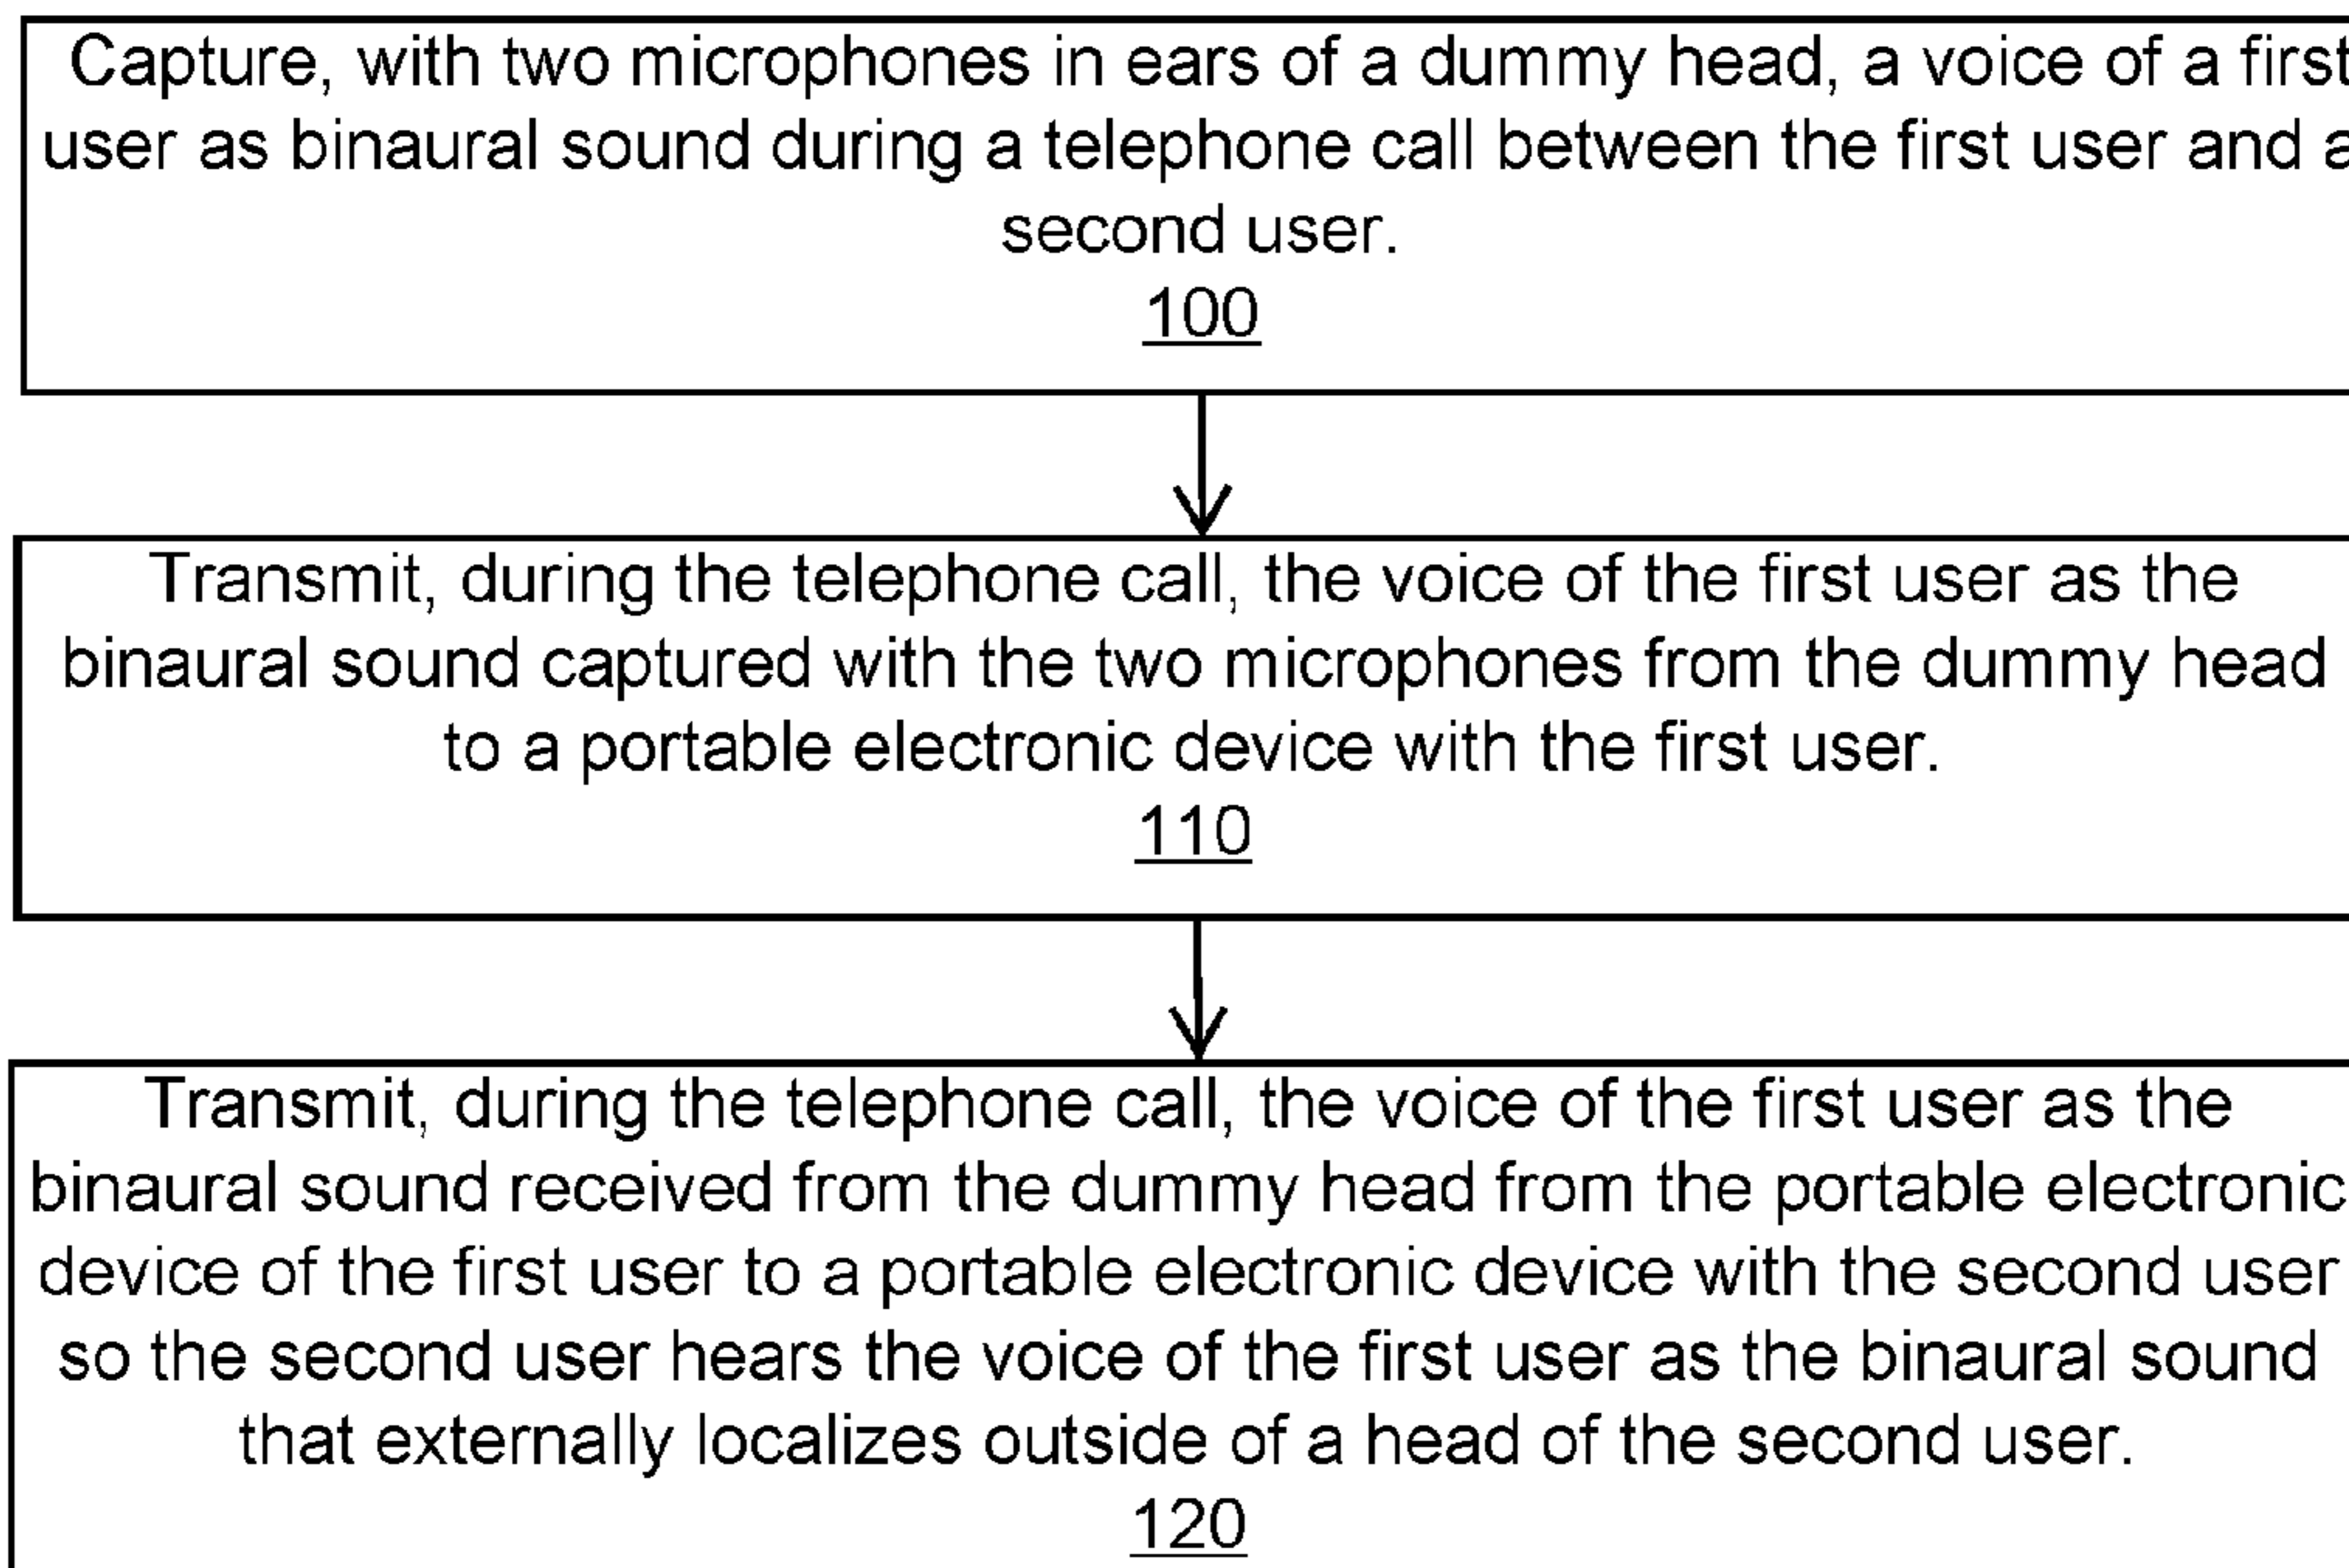 Capture, with two microphones in ears of a dummy head, a voice of a first
user as binaural sound during a telephone call between the first user and a
second user.
100
Transmit, during the telephone call, the voice of the first user as the
binaural sound captured with the two microphones from the dummy head
to a portable electronic device with the first user.
110
Transmit, during the telephone call, the voice of the first user as the
binaural sound received from the dummy head from the portable electronic
device of the first user to a portable electronic device with the second user
so the second user hears the voice of the first user as the binaural sound
that externally localizes outside of a head of the second user.
120